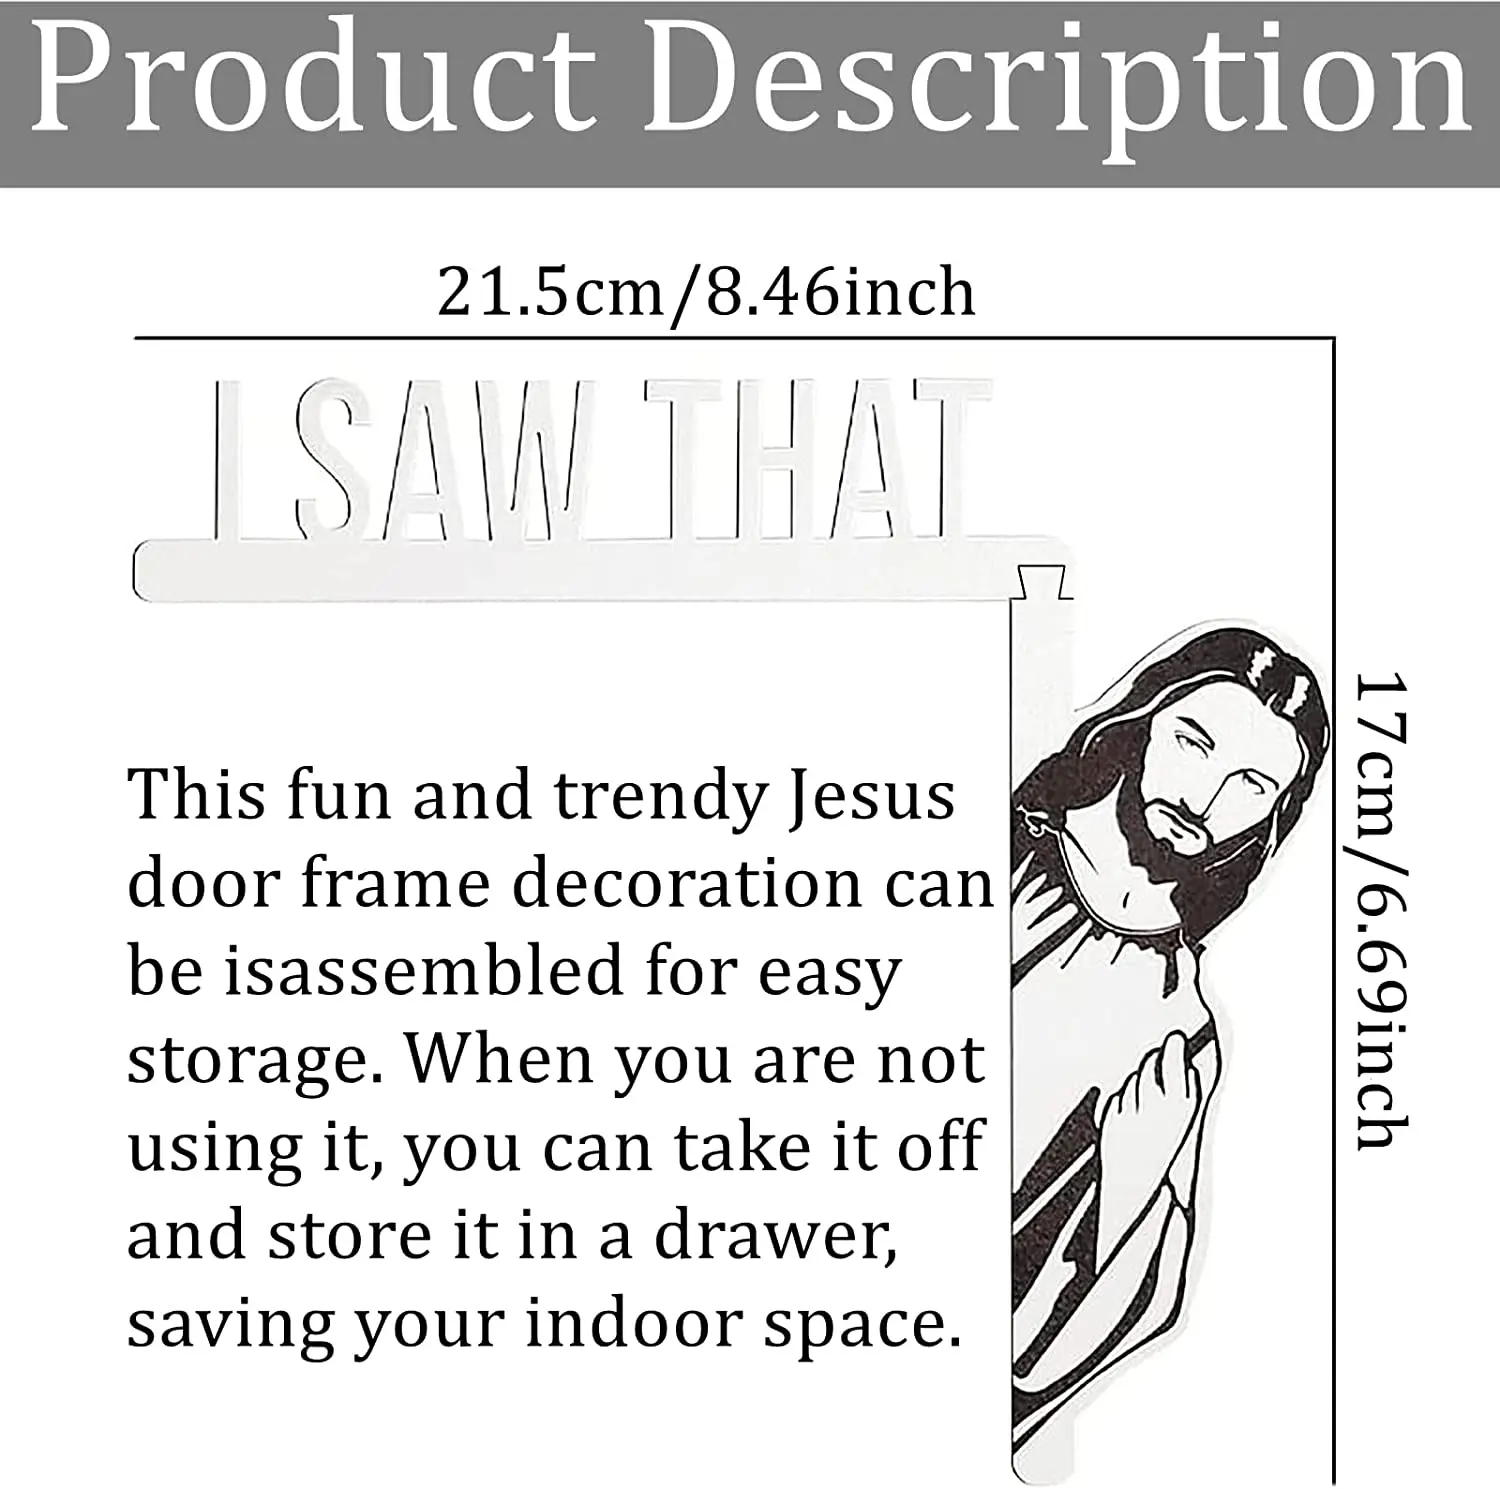 Product Description
21.5cm/8.46inch
I SAW THAT
17cm/6.69inch
This fun and trendy Jesus
door frame decoration can
be isassembled for easy
storage. When you are not
using it, you can take it off
and store it in a drawer,
saving your indoor space.